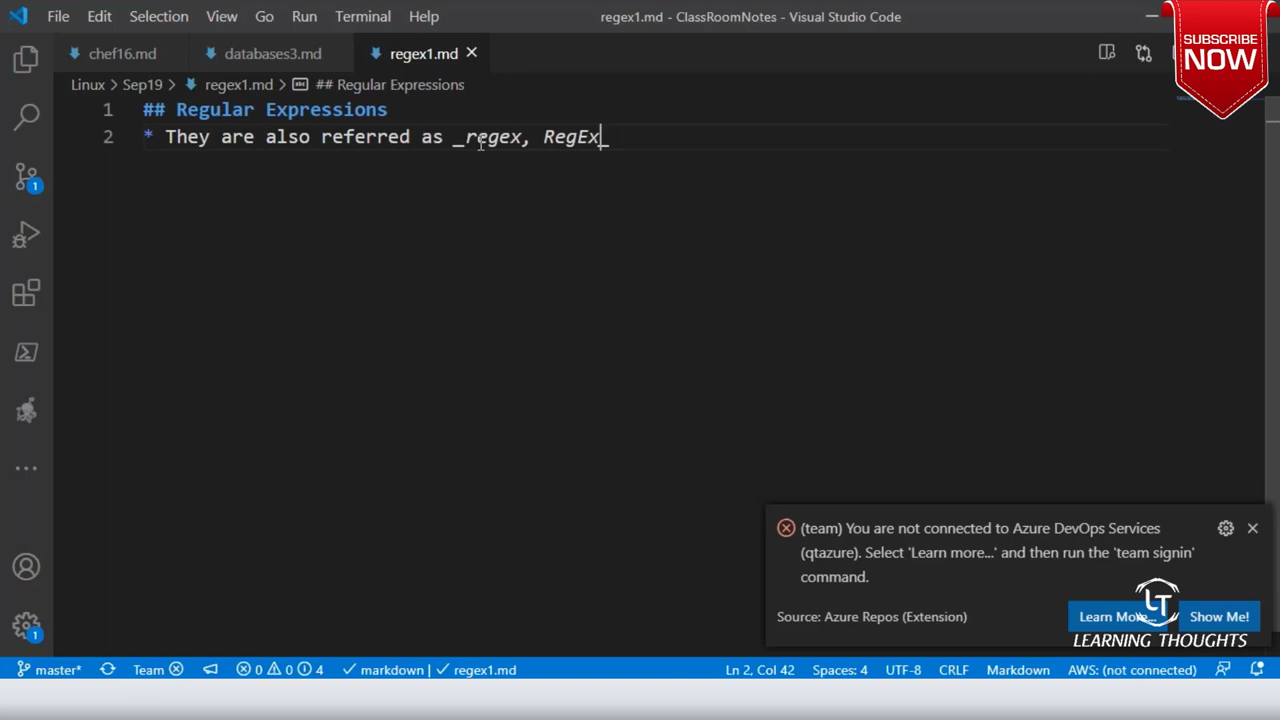 File Edit Selection View Go Run Terminal Help
regex1.md - ClassRoomNotes - Visual Studio Code
SUBSCRIBE
NOW
chef16.md databases3.md regex1.md
Linux > Sep19 > regex1.md > ## Regular Expressions
1 ## Regular Expressions
2 * They are also referred as _regex, RegEx_
1
(team) You are not connected to Azure DevOps Services
(qtazure). Select 'Learn more...' and then run the 'team signin'
command.
Source: Azure Repos (Extension) Learn More... Show Me!
LT
LEARNING THOUGHTS
1
master* Team 0 0 4 markdown regex1.md Ln 2, Col 42 Spaces: 4 UTF-8 CRLF Markdown AWS: (not connected)